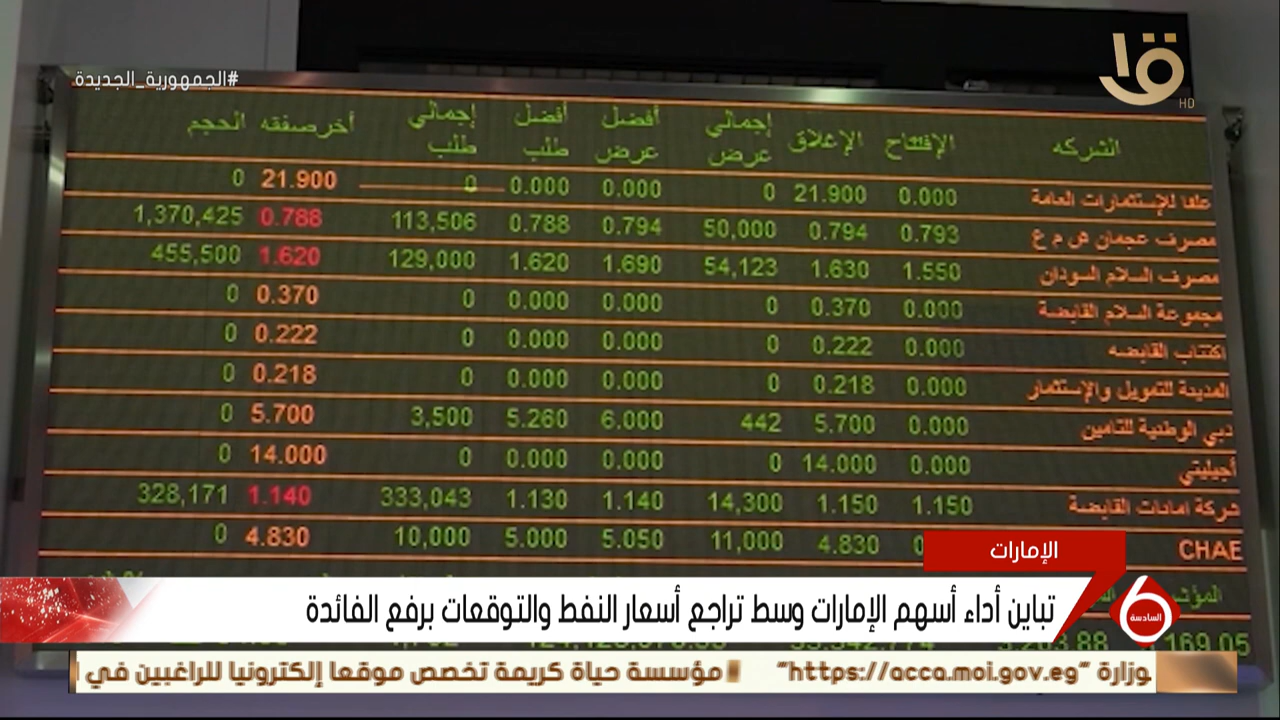 #الجمهورية_الجديدة
HD
الشركه الإفتتاح الإغلاق إجمالي عرض أفضل عرض أفضل طلب إجمالي طلب أخرصفقه الحجم
علفا للإستثمارات العامة 0.000 21.900 0 0.000 0.000 0 21.900 0
مصرف عجمان ش م ع 0.793 0.794 50,000 0.794 0.788 113,506 0.788 1,370,425
مصرف السلام السودان 1.550 1.630 54,123 1.690 1.620 129,000 1.620 455,500
مجموعة السلام القابضة 0.000 0.370 0 0.000 0.000 0 0.370 0
اكتتاب القابضه 0.000 0.222 0 0.000 0.000 0 0.222 0
المدينة للتمويل والإستثمار 0.000 0.218 0 0.000 0.000 0 0.218 0
دبي الوطنية للتامين 0.000 5.700 442 6.000 5.260 3,500 5.700 0
أجيليتي 0.000 14.000 0 0.000 0.000 0 14.000 0
شركة امانات القابضة 1.150 1.150 14,300 1.140 1.130 333,043 1.140 328,171
CHAE 4.830 11,000 5.050 5.000 10,000 4.830 0
الإمارات
السادسة
تباين أداء أسهم الإمارات وسط تراجع أسعار النفط والتوقعات برفع الفائدة
وزارة "https://acca.moi.gov.eg" مؤسسة حياة كريمة تخصص موقعا إلكترونيا للراغبين في